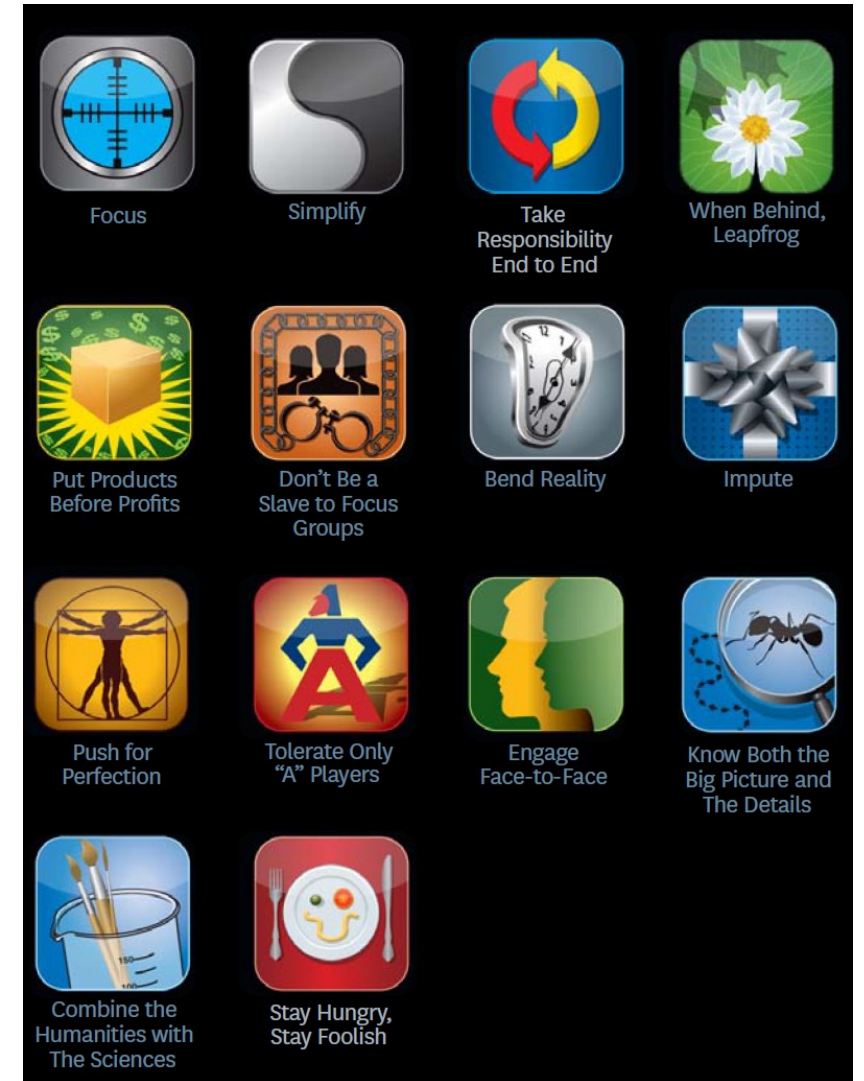 Focus
Simplify
Take
Responsibility
End to End
When Behind,
Leapfrog
Put Products
Before Profits
Don't Be a
Slave to Focus
Groups
Bend Reality
Impute
Push for
Perfection
Tolerate Only
“A” Players
Engage
Face-to-Face
Know Both the
Big Picture and
The Details
150
100
Combine the
Humanities with
The Sciences
Stay Hungry,
Stay Foolish